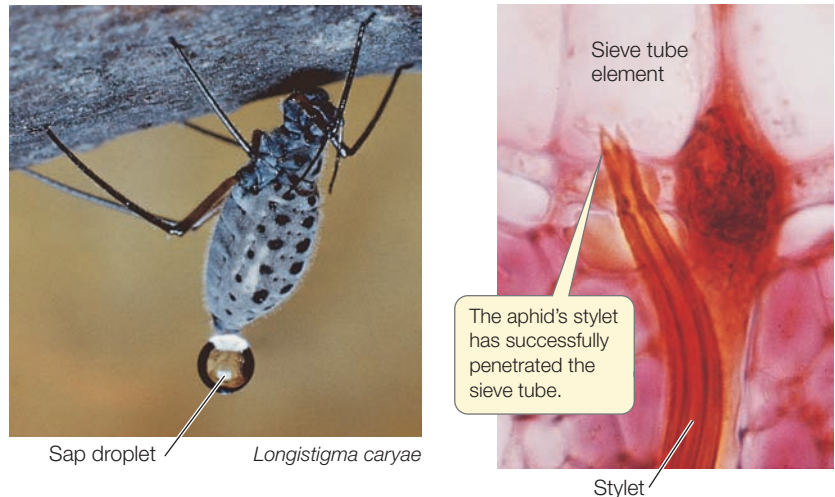 Sap droplet
Longistigma caryae
Sieve tube
element
The aphid's stylet
has successfully
penetrated the
sieve tube.
Stylet